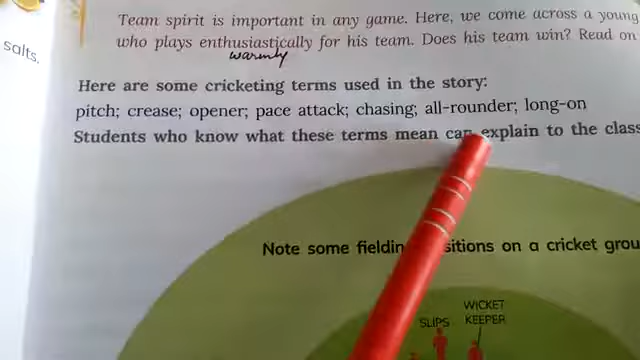 Team spirit is important in any game. Here, we come across a young
salts.
who plays enthusiastically for his team. Does his team win? Read on
warmly
Here are some cricketing terms used in the story:
pitch; crease; opener; pace attack; chasing; all-rounder; long-on
Students who know what these terms mean can explain to the class
Note some fielding on a cricket
SLIPS
WICKET
KEEPER